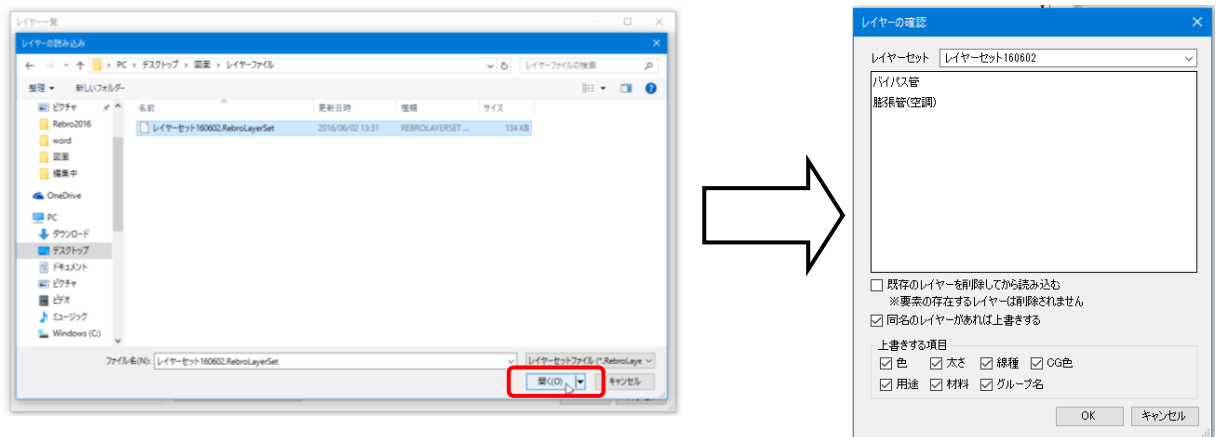 レイヤー一覧
レイヤーの読み込み
PC › デスクトップ › 図面 › レイヤーファイル
レイヤーファイルの検索
整理 ▾ 新しいフォルダー
ピクチャ
Rebro2016
word
図面
編集中
OneDrive
PC
ダウンロード
デスクトップ
ドキュメント
ピクチャ
ビデオ
ミュージック
Windows (C:)
名前 更新日時 種類 サイズ
レイヤーセット160602.RebroLayerSet 2016/06/02 13:31 REBROLAYERSET ... 134 KB
ファイル名(N): レイヤーセット160602.RebroLayerSet
レイヤーセットファイル (*.RebroLaye
開く(O) キャンセル
レイヤーの確認
レイヤーセット レイヤーセット160602
バイパス管
膨張管(空調)
既存のレイヤーを削除してから読み込む
※要素の存在するレイヤーは削除されません
同名のレイヤーがあれば上書きする
上書きする項目
色 太さ 線種 CG色
用途 材料 グループ名
OK キャンセル